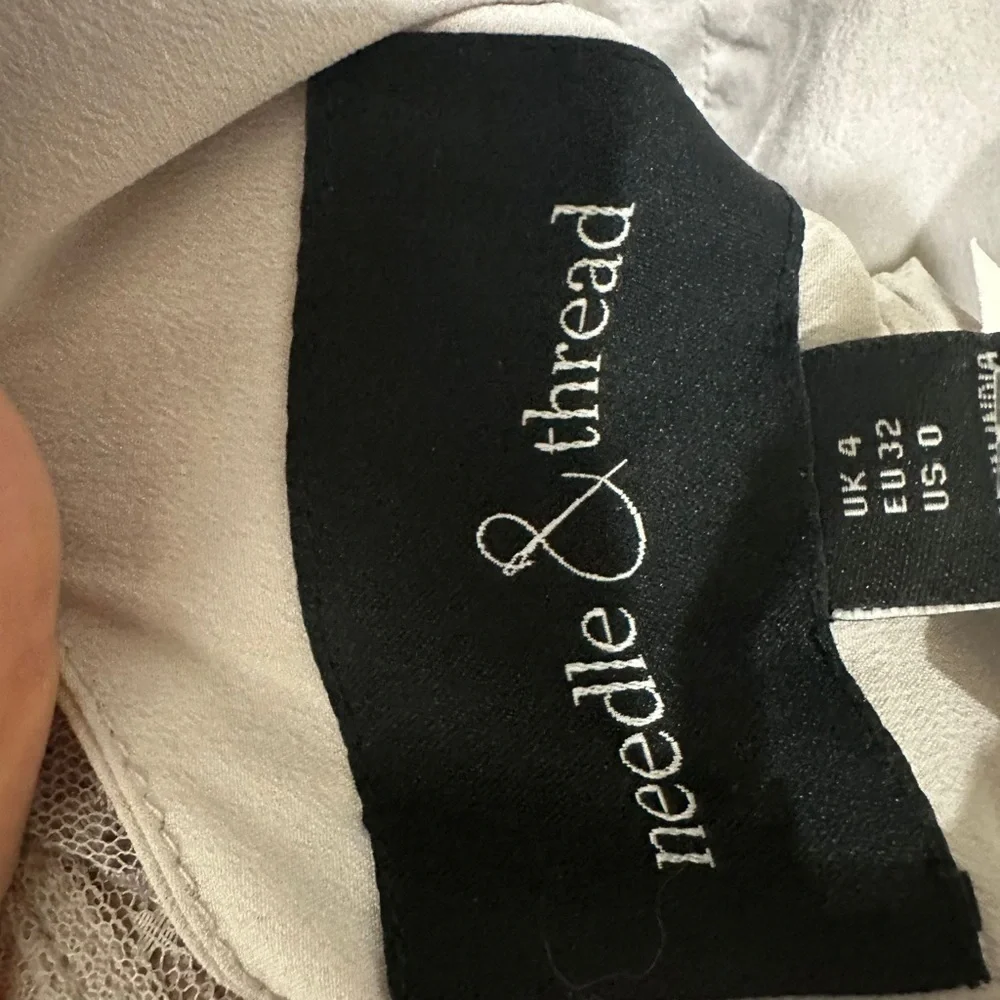 needle & thread
UK 4
EU 32
US 0